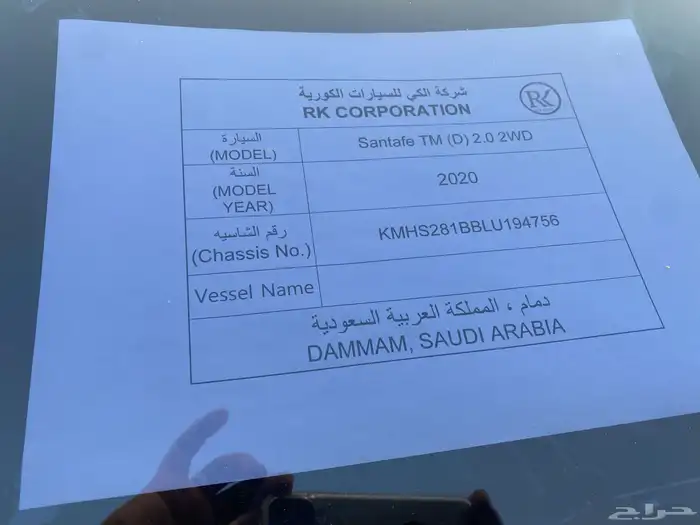 شركة الكي للسيارات الكورية
RK CORPORATION
RK
السيارة
(MODEL)
Santafe TM (D) 2.0 2WD
السنة
(MODEL
YEAR)
2020
رقم الشاسيه
(Chassis No.)
KMHS281BBLU194756
Vessel Name
دمام ، المملكة العربية السعودية
DAMMAM, SAUDI ARABIA
حراج